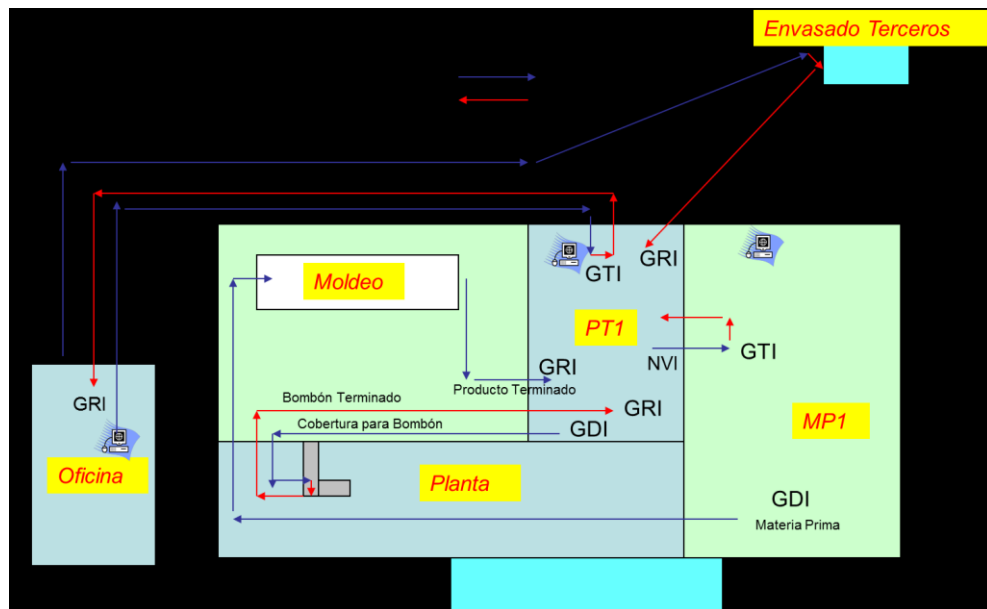 Envasado Terceros
GTI
GRI
Moldeo
PT1
GTI
NVI
GRI
Producto Terminado
Bombón Terminado
GRI
GRI
Cobertura para Bombón
GDI
MP1
Oficina
Planta
GDI
Materia Prima